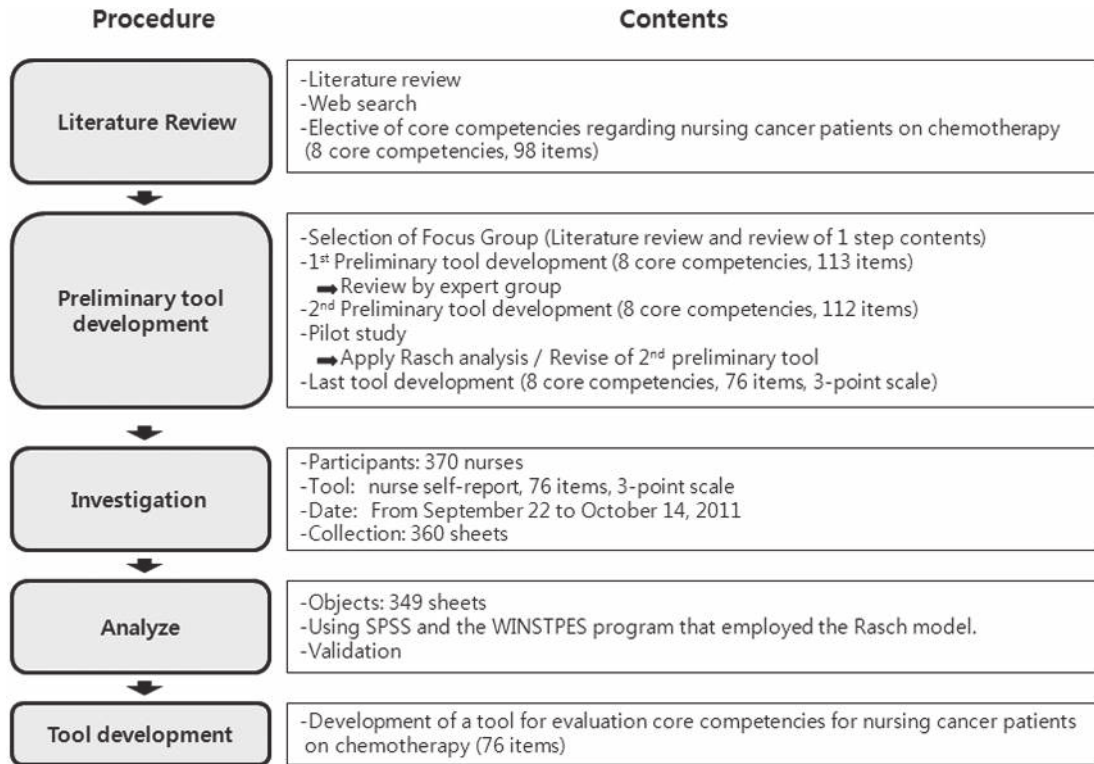 Procedure
Contents
Literature Review
-Literature review
-Web search
-Elective of core competencies regarding nursing cancer patients on chemotherapy
(8 core competencies, 98 items)
Preliminary tool
development
-Selection of Focus Group (Literature review and review of 1 step contents)
-1st Preliminary tool development (8 core competencies, 113 items)
➡Review by expert group
-2nd Preliminary tool development (8 core competencies, 112 items)
-Pilot study
➡Apply Rasch analysis / Revise of 2nd preliminary tool
-Last tool development (8 core competencies, 76 items, 3-point scale)
Investigation
-Participants: 370 nurses
-Tool: nurse self-report, 76 items, 3-point scale
-Date: From September 22 to October 14, 2011
-Collection: 360 sheets
Analyze
-Objects: 349 sheets
-Using SPSS and the WINSTPES program that employed the Rasch model.
-Validation
Tool development
-Development of a tool for evaluation core competencies for nursing cancer patients
on chemotherapy (76 items)